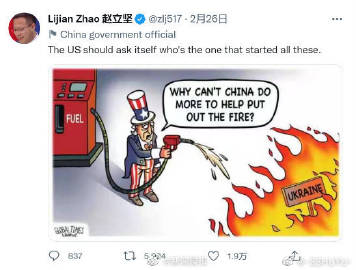 Lijian Zhao 赵立坚 @zlj517 · 2月26日
China government official
The US should ask itself who's the one that started all these.
WHY CAN'T CHINA DO
MORE TO HELP PUT
OUT THE FIRE?
FUEL
UKRAINE
GLOBAL TIMES
837 5,924 1.9万